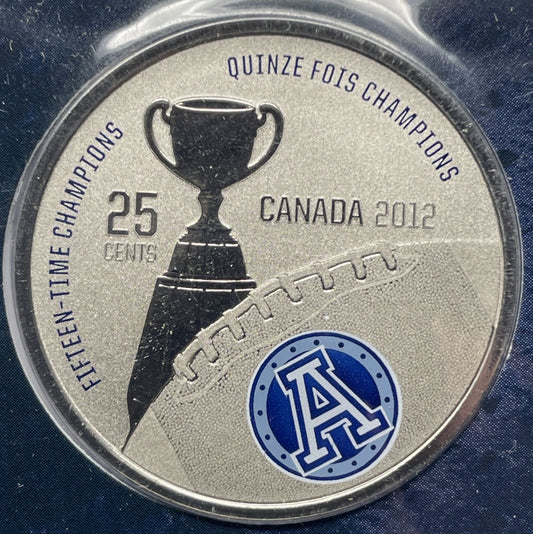 QUINZE FOIS CHAMPIONS
FIFTEEN-TIME CHAMPIONS
25
CENTS
CANADA 2012
A